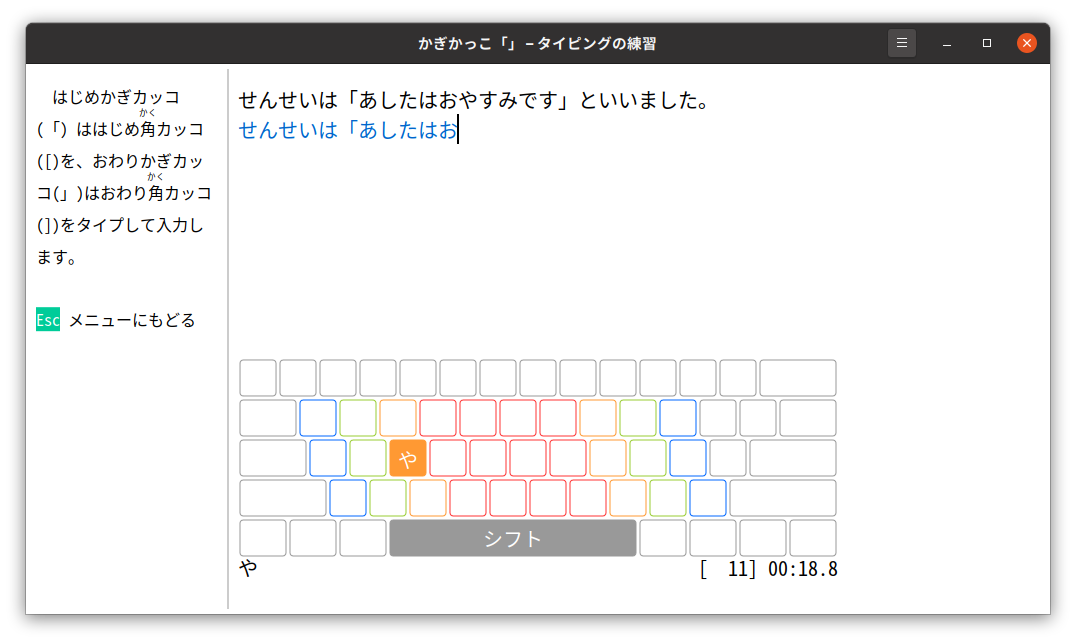 かぎかっこ「」 – タイピングの練習
はじめかぎカッコ
かく
(「) ははじめ角カッコ
([)を、おわりかぎカッ
かく
コ(」)はおわり角カッコ
(])をタイプして入力し
ます。
Esc メニューにもどる
せんせいは「あしたはおやすみです」といいました。
せんせいは「あしたはお
や
シフト
や
[ 11] 00:18.8